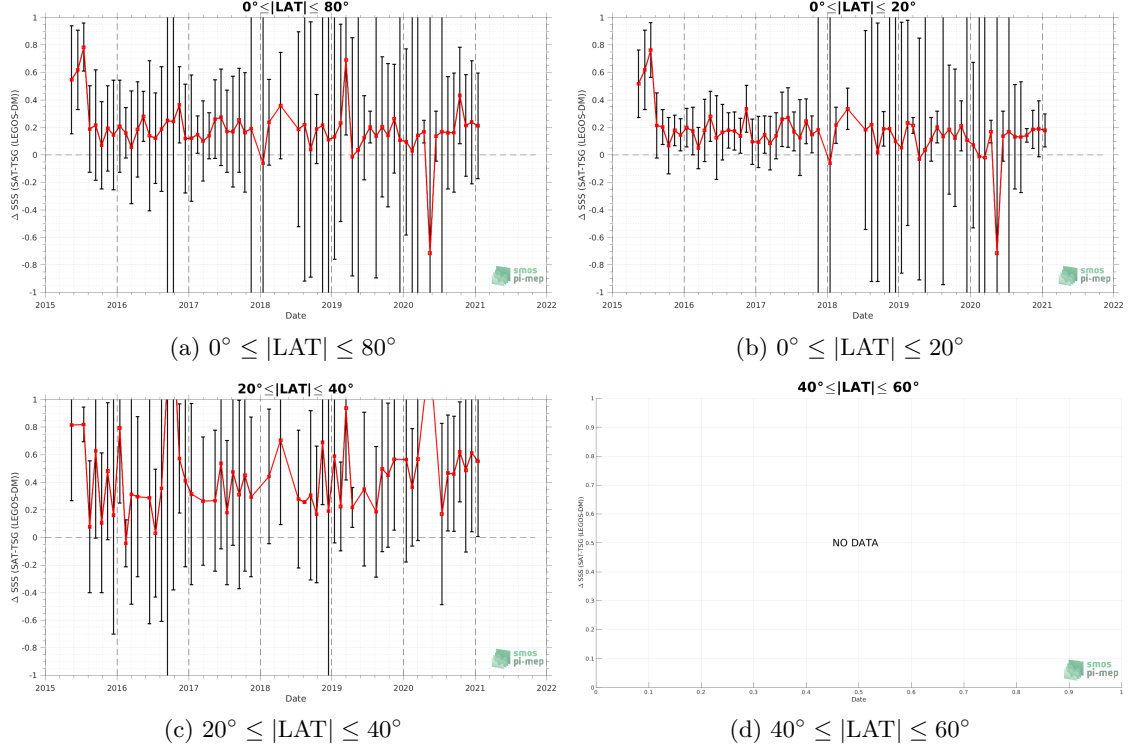 0°≤|LAT|≤ 80°
Δ SSS (SAT-TSG (LEGOS-DM))
1
0.8
0.6
0.4
0.2
0
0.2
0.4
0.6
0.8
-1
2015 2016 2017 2018 2019 2020 2021 2022
Date
smos
pi-mep
(a) 0° ≤ |LAT| ≤ 80°
0°≤|LAT|≤ 20°
Δ SSS (SAT-TSG (LEGOS-DM))
1
0.8
0.6
0.4
0.2
0
0.2
0.4
0.6
0.8
-1
2015 2016 2017 2018 2019 2020 2021 2022
Date
smos
pi-mep
(b) 0° ≤ |LAT| ≤ 20°
20°≤|LAT|≤ 40°
Δ SSS (SAT-TSG (LEGOS-DM))
1
0.8
0.6
0.4
0.2
0
0.2
0.4
0.6
0.8
-1
2015 2016 2017 2018 2019 2020 2021 2022
Date
smos
pi-mep
(c) 20° ≤ |LAT| ≤ 40°
40°≤|LAT|≤ 60°
Δ SSS (SAT-TSG (LEGOS-DM))
1
0.9
0.8
0.7
0.6
0.5
0.4
0.3
0.2
0.1
0
NO DATA
0 0.1 0.2 0.3 0.4 0.5 0.6 0.7 0.8 0.9 1
Date
smos
pi-mep
(d) 40° ≤ |LAT| ≤ 60°